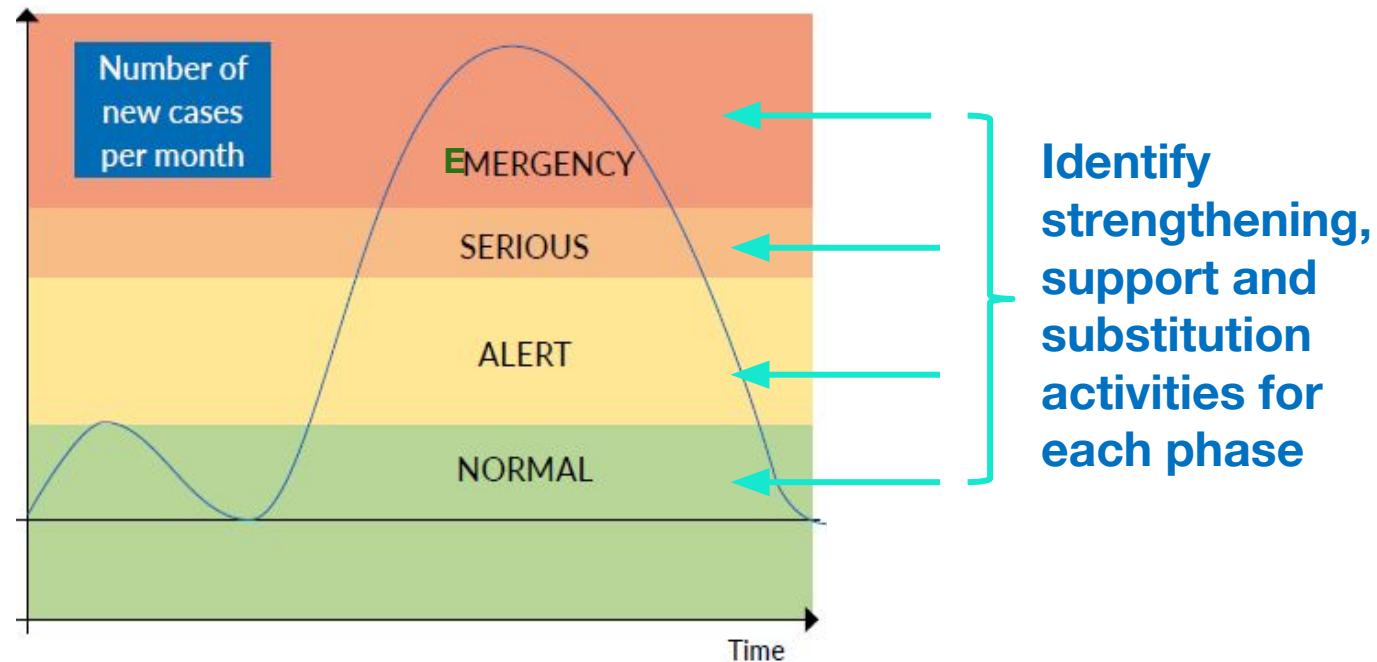 Number of
new cases
per month
EMERGENCY
SERIOUS
ALERT
NORMAL
Time
Identify
strengthening,
support and
substitution
activities for
each phase